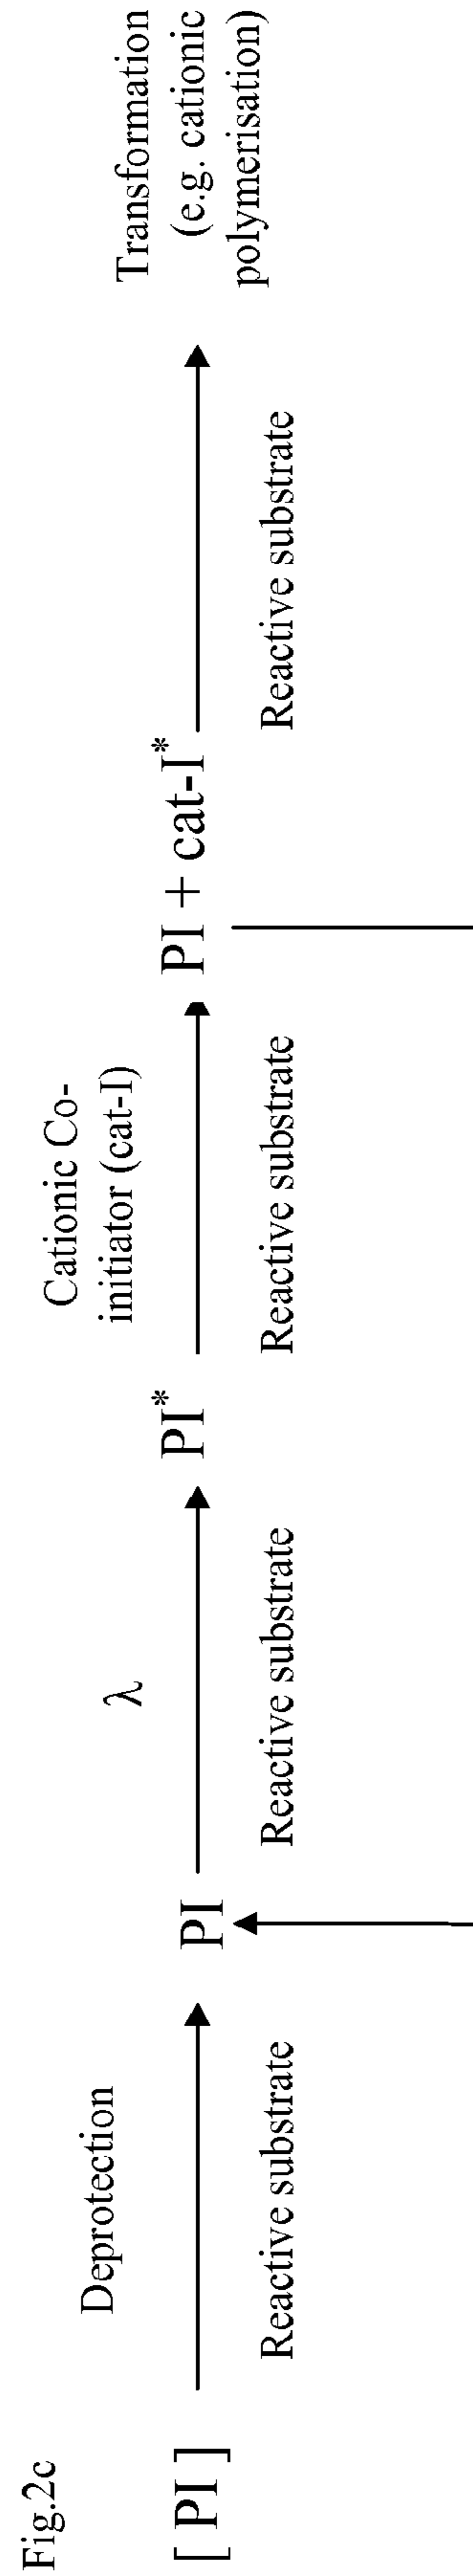 Fig.2c
[ PI ]
Deprotection
Reactive substrate
PI
λ
Reactive substrate
PI*
Cationic Co-
initiator (cat-I)
Reactive substrate
PI + cat-I*
Reactive substrate
Transformation
(e.g. cationic
polymerisation)